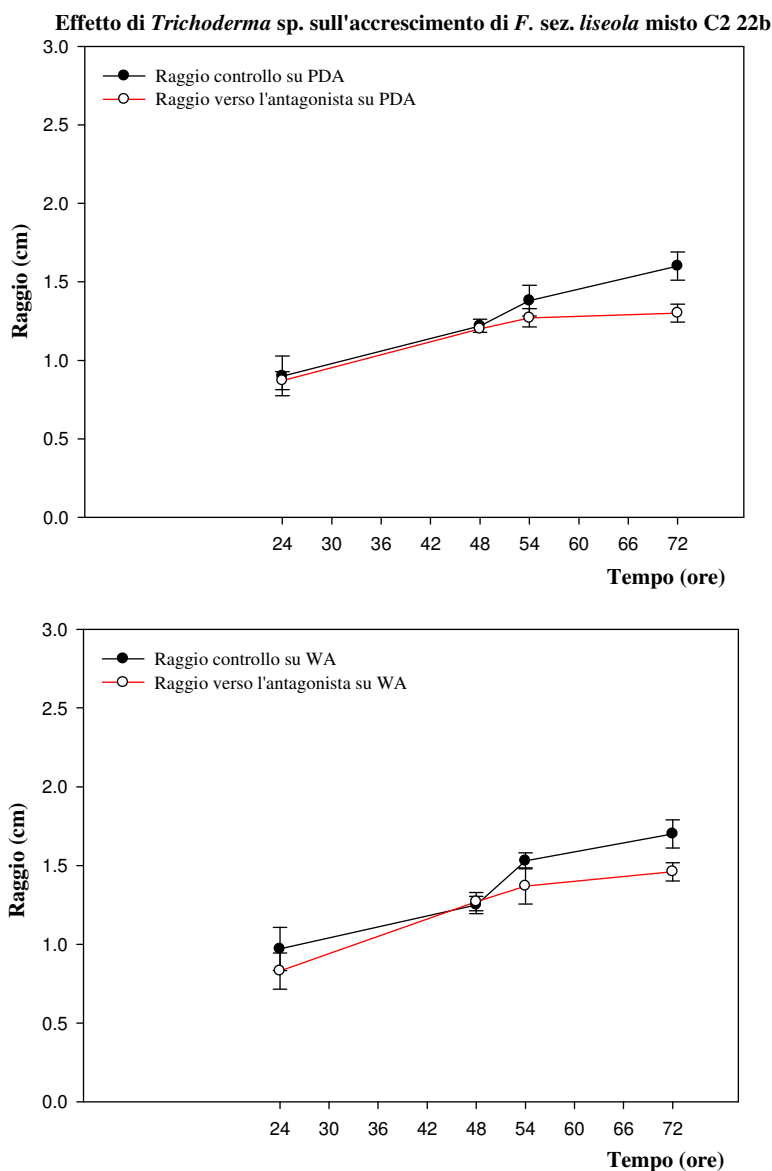 Effetto di Trichoderma sp. sull'accrescimento di F. sez. liseola misto C2 22b
3.0
2.5
2.0
1.5
1.0
0.5
0.0
Raggio (cm)
Raggio controllo su PDA
Raggio verso l'antagonista su PDA
24 30 36 42 48 54 60 66 72
Tempo (ore)
3.0
2.5
2.0
1.5
1.0
0.5
0.0
Raggio (cm)
Raggio controllo su WA
Raggio verso l'antagonista su WA
24 30 36 42 48 54 60 66 72
Tempo (ore)